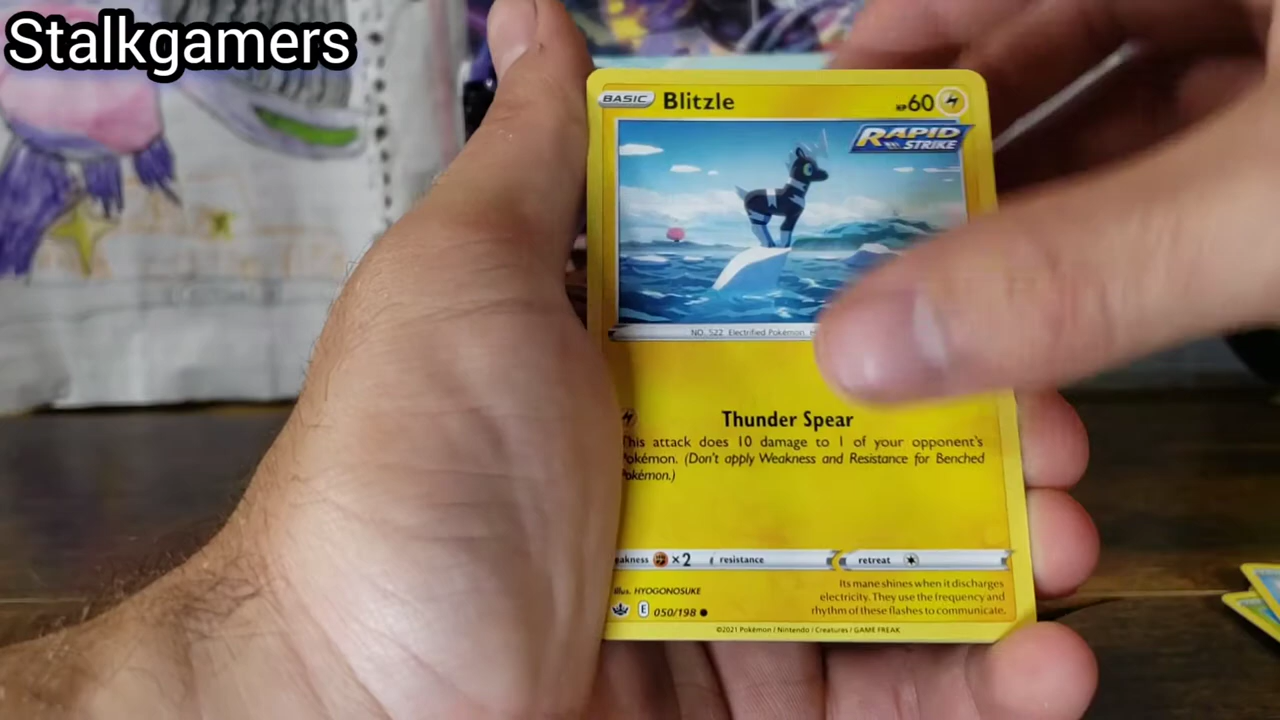 Stalkgamers
BASIC Blitzle HP60
RAPID
STRIKE
NO. 522 Electrified Pokémon
Thunder Spear
This attack does 10 damage to 1 of your opponent's
Pokémon. (Don't apply Weakness and Resistance for Benched
Pokémon.)
eakness ×2 resistance retreat
Its mane shines when it discharges
electricity. They use the frequency and
rhythm of these flashes to communicate.
Illus. HYOGONOSUKE
E 050/198
©2021 Pokémon / Nintendo / Creatures / GAME FREAK